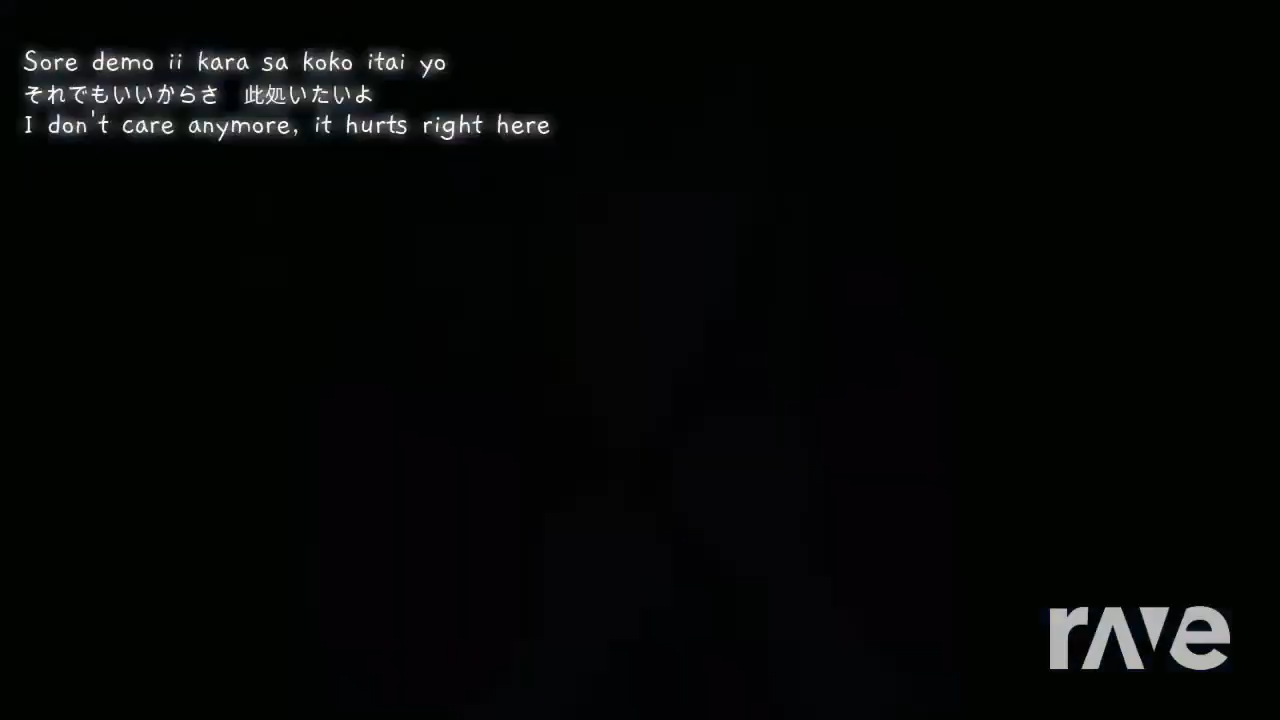 Sore demo ii kara sa koko itai yo
それでもいいからさ　此処いたいよ
I don't care anymore, it hurts right here
rave